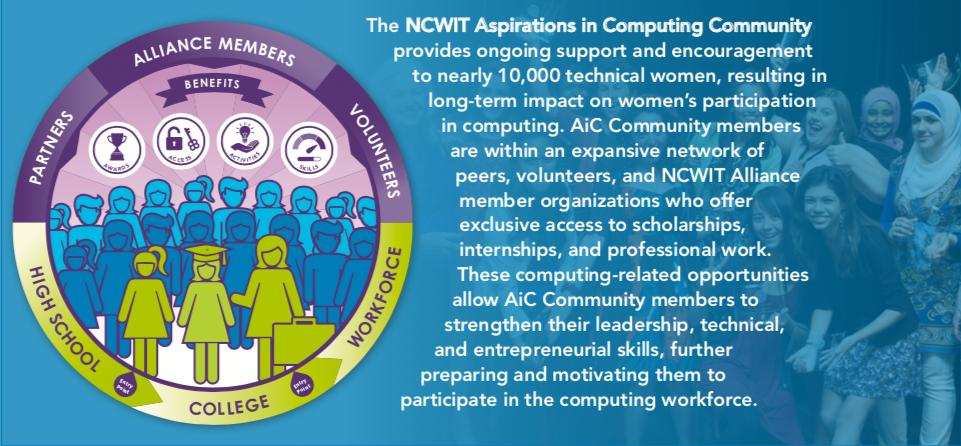 ALLIANCE MEMBERS
PARTNERS
VOLUNTEERS
BENEFITS
AWARDS
ACCESS
ACTIVITIES
SKILLS
HIGH SCHOOL
COLLEGE
WORKFORCE
Entry
Point
Entry
Point
The NCWIT Aspirations in Computing Community
provides ongoing support and encouragement
to nearly 10,000 technical women, resulting in
long-term impact on women's participation
in computing. AiC Community members
are within an expansive network of
peers, volunteers, and NCWIT Alliance
member organizations who offer
exclusive access to scholarships,
internships, and professional work.
These computing-related opportunities
allow AiC Community members to
strengthen their leadership, technical,
and entrepreneurial skills, further
preparing and motivating them to
participate in the computing workforce.